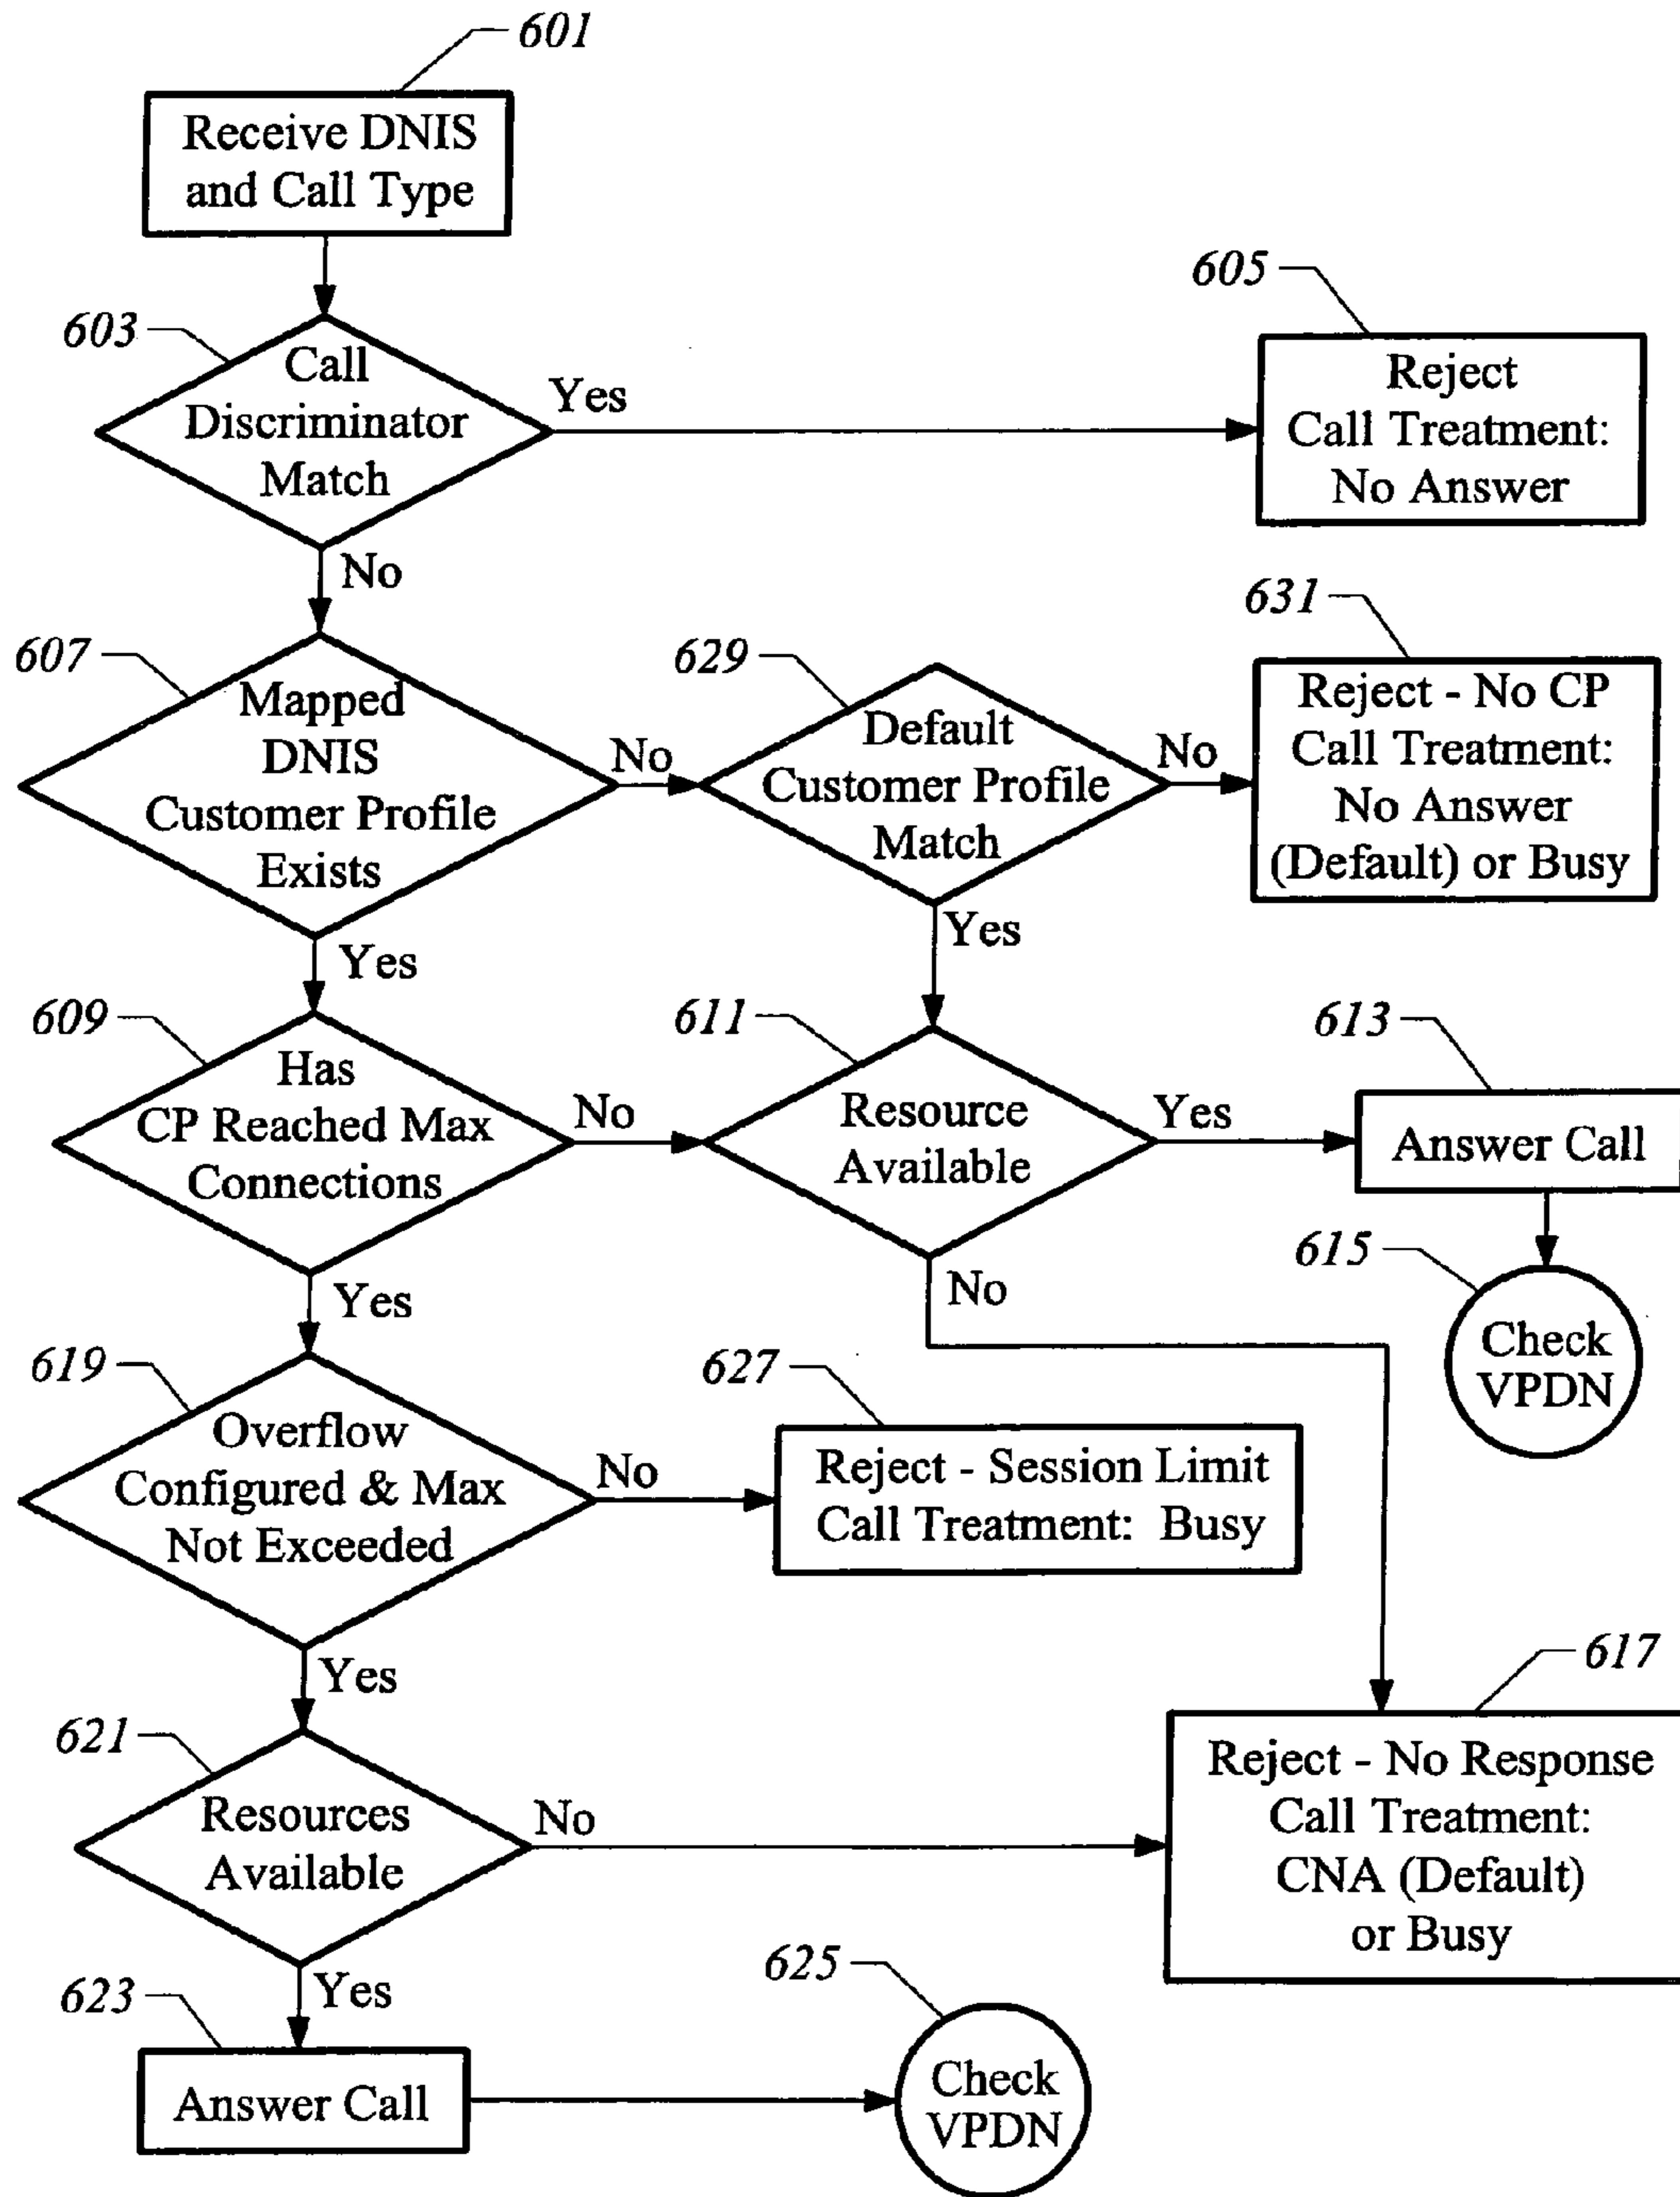 601
Receive DNIS
and Call Type
605
603
Call
Discriminator
Match
Yes
Reject
Call Treatment:
No Answer
No
631
607
629
Mapped
DNIS
Customer Profile
Exists
No
Default
Customer Profile
Match
No
Reject - No CP
Call Treatment:
No Answer
(Default) or Busy
Yes
Yes
609
611
613
Has
CP Reached Max
Connections
No
Resource
Available
Yes
Answer Call
615
Yes
No
Check
VPDN
619
627
Overflow
Configured & Max
Not Exceeded
No
Reject - Session Limit
Call Treatment: Busy
617
Yes
621
Resources
Available
No
Reject - No Response
Call Treatment:
CNA (Default)
or Busy
625
623
Yes
Answer Call
Check
VPDN